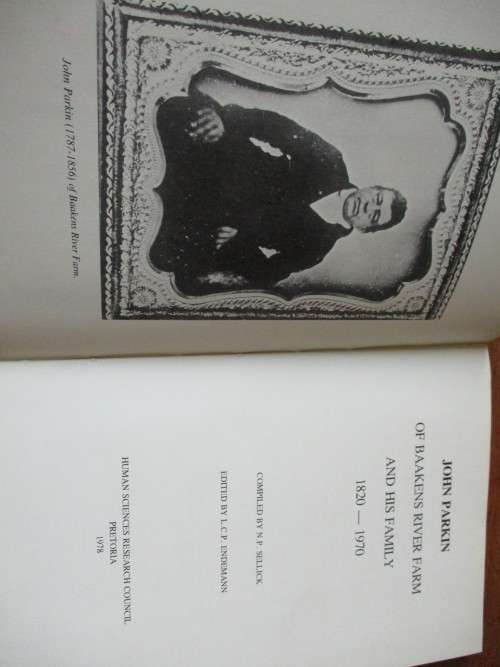 John Parkin (1787-1856) of Baakens River Farm.
JOHN PARKIN
OF BAAKENS RIVER FARM
AND HIS FAMILY
1820 — 1970
COMPILED BY N P SELLICK
EDITED BY L.C.P ENDEMANN
HUMAN SCIENCES RESEARCH COUNCIL
PRETORIA
1978